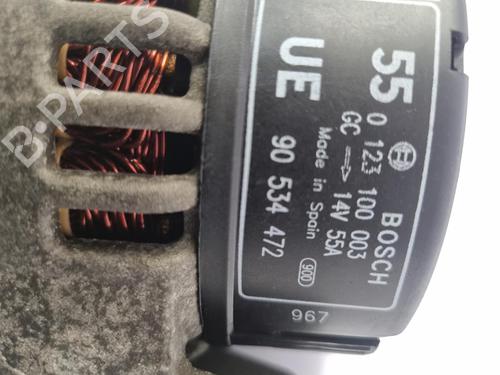 BOSCH
55
0 123 100 003
GC 14V 55A
Made in Spain
UE
90 534 472
900
967
B-PARTS